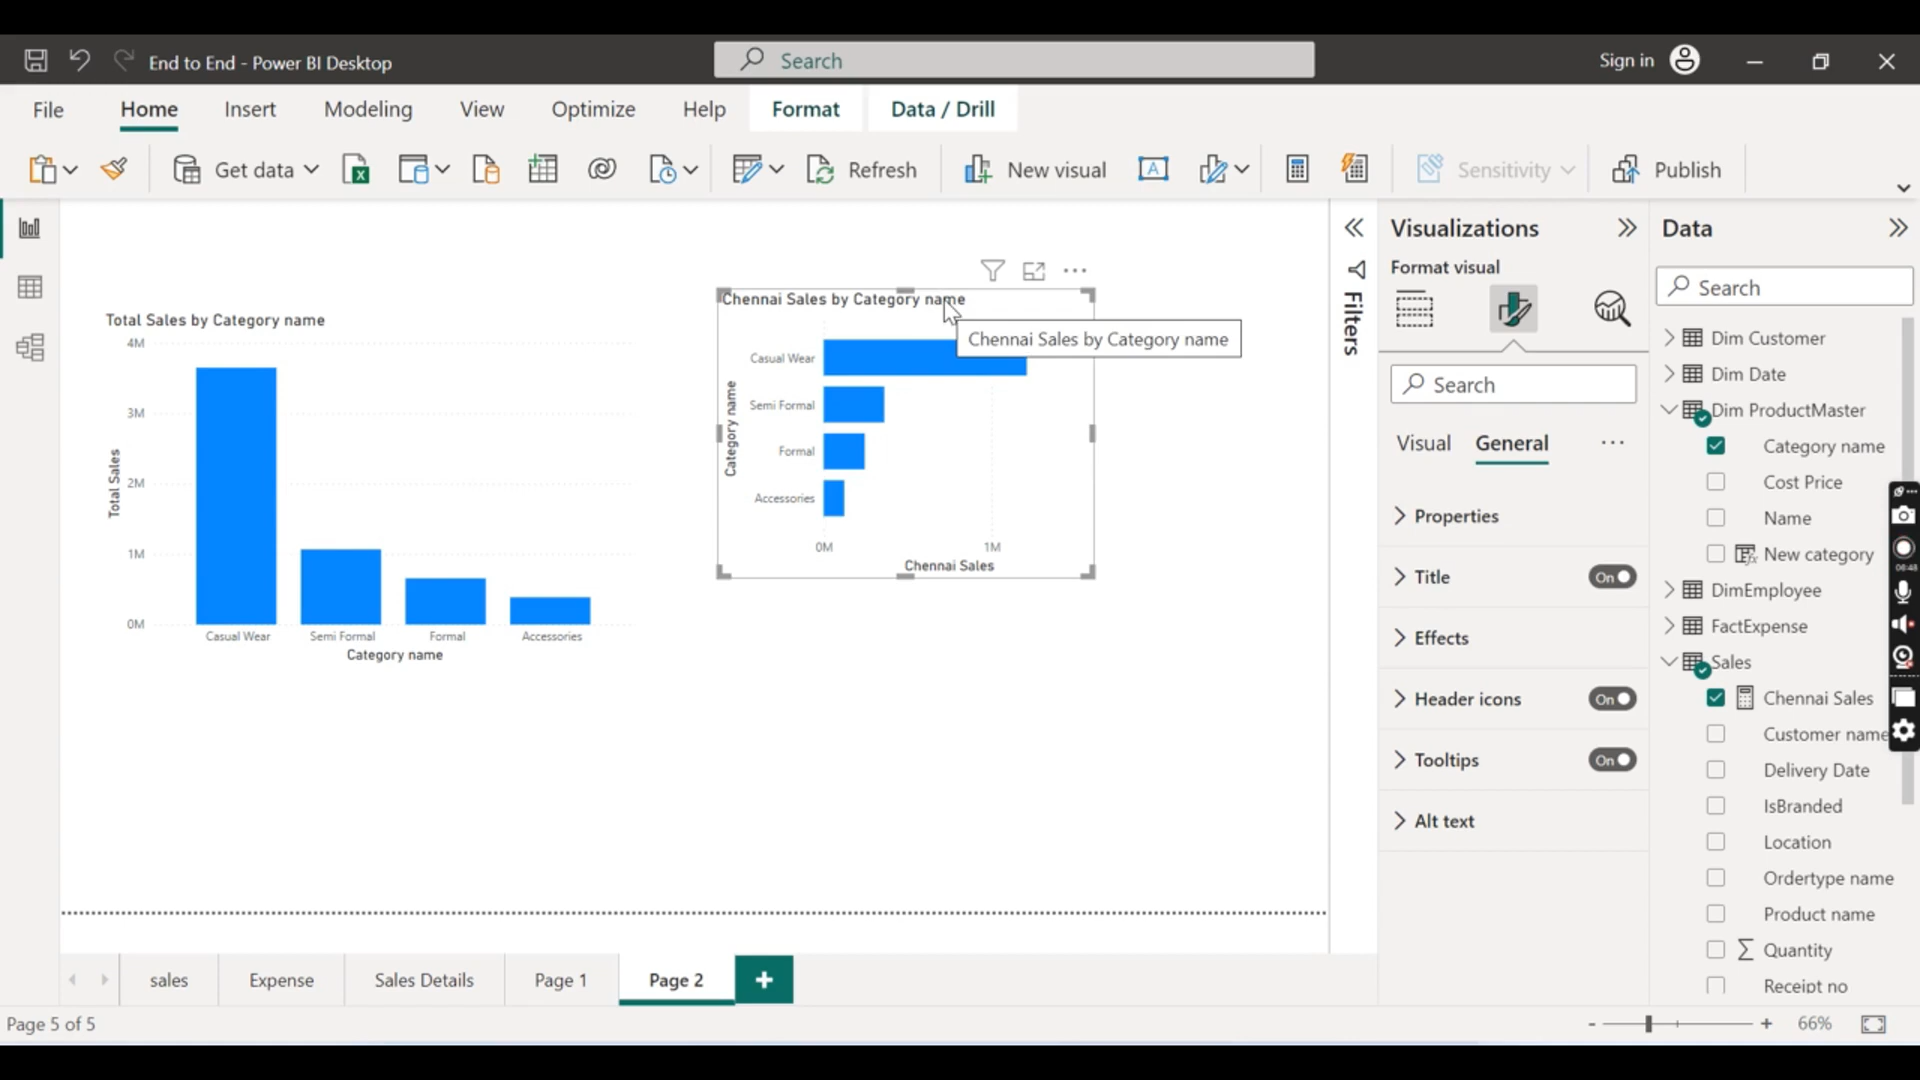 End to End - Power BI Desktop
Search
Sign in
File
Home
Insert
Modeling
View
Optimize
Help
Format
Data / Drill
Get data
Refresh
New visual
Sensitivity
Publish
Total Sales by Category name
4M
3M
2M
1M
0M
Total Sales
Casual Wear
Semi Formal
Formal
Accessories
Category name
Chennai Sales by Category name
Chennai Sales by Category name
Category name
Casual Wear
Semi Formal
Formal
Accessories
0M
1M
Chennai Sales
Filters
Visualizations
Format visual
Search
Visual
General
Properties
Title
On
Effects
Header icons
On
Tooltips
On
Alt text
Data
Search
Dim Customer
Dim Date
Dim ProductMaster
Category name
Cost Price
Name
New category
DimEmployee
FactExpense
Sales
Chennai Sales
Customer name
Delivery Date
IsBranded
Location
Ordertype name
Product name
Quantity
Receipt no
06:48
sales
Expense
Sales Details
Page 1
Page 2
Page 5 of 5
66%